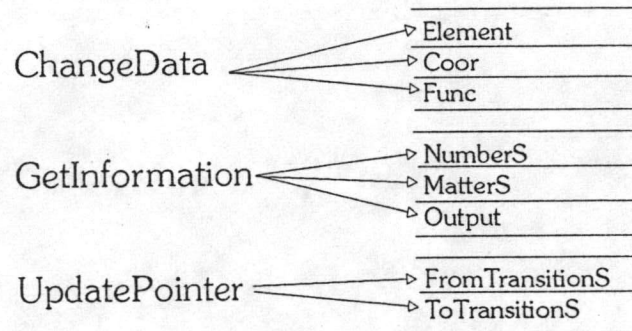 Element
ChangeData
Coor
Func
NumberS
GetInformation
MatterS
Output
FromTransitionS
UpdatePointer
ToTransitionS